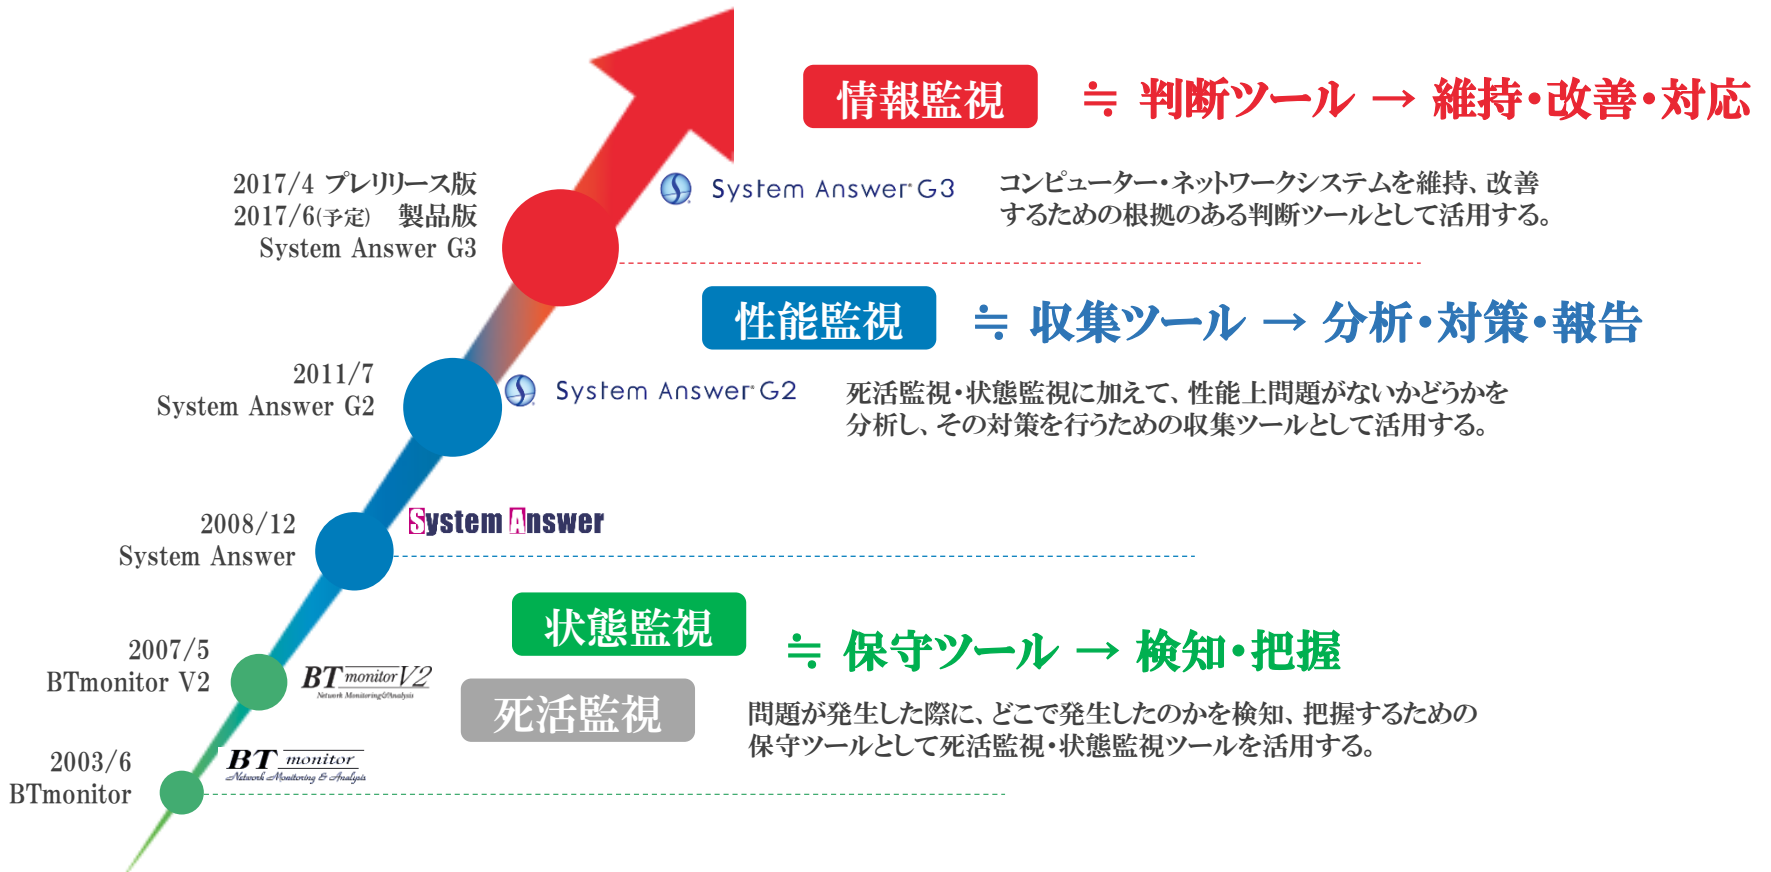 情報監視 ≒ 判断ツール → 維持・改善・対応
2017/4 プレリリース版
2017/6(予定) 製品版
System Answer G3
System Answer G3
コンピューター・ネットワークシステムを維持、改善
するための根拠のある判断ツールとして活用する。
性能監視 ≒ 収集ツール → 分析・対策・報告
2011/7
System Answer G2
System Answer G2
死活監視・状態監視に加えて、性能上問題がないかどうかを
分析し、その対策を行うための収集ツールとして活用する。
2008/12
System Answer
System Answer
状態監視
死活監視
≒ 保守ツール → 検知・把握
2007/5
BTmonitor V2
BT monitor V2
Network Monitoring&Analysis
問題が発生した際に、どこで発生したのかを検知、把握するための
保守ツールとして死活監視・状態監視ツールを活用する。
2003/6
BTmonitor
BT monitor
Network Monitoring & Analysis